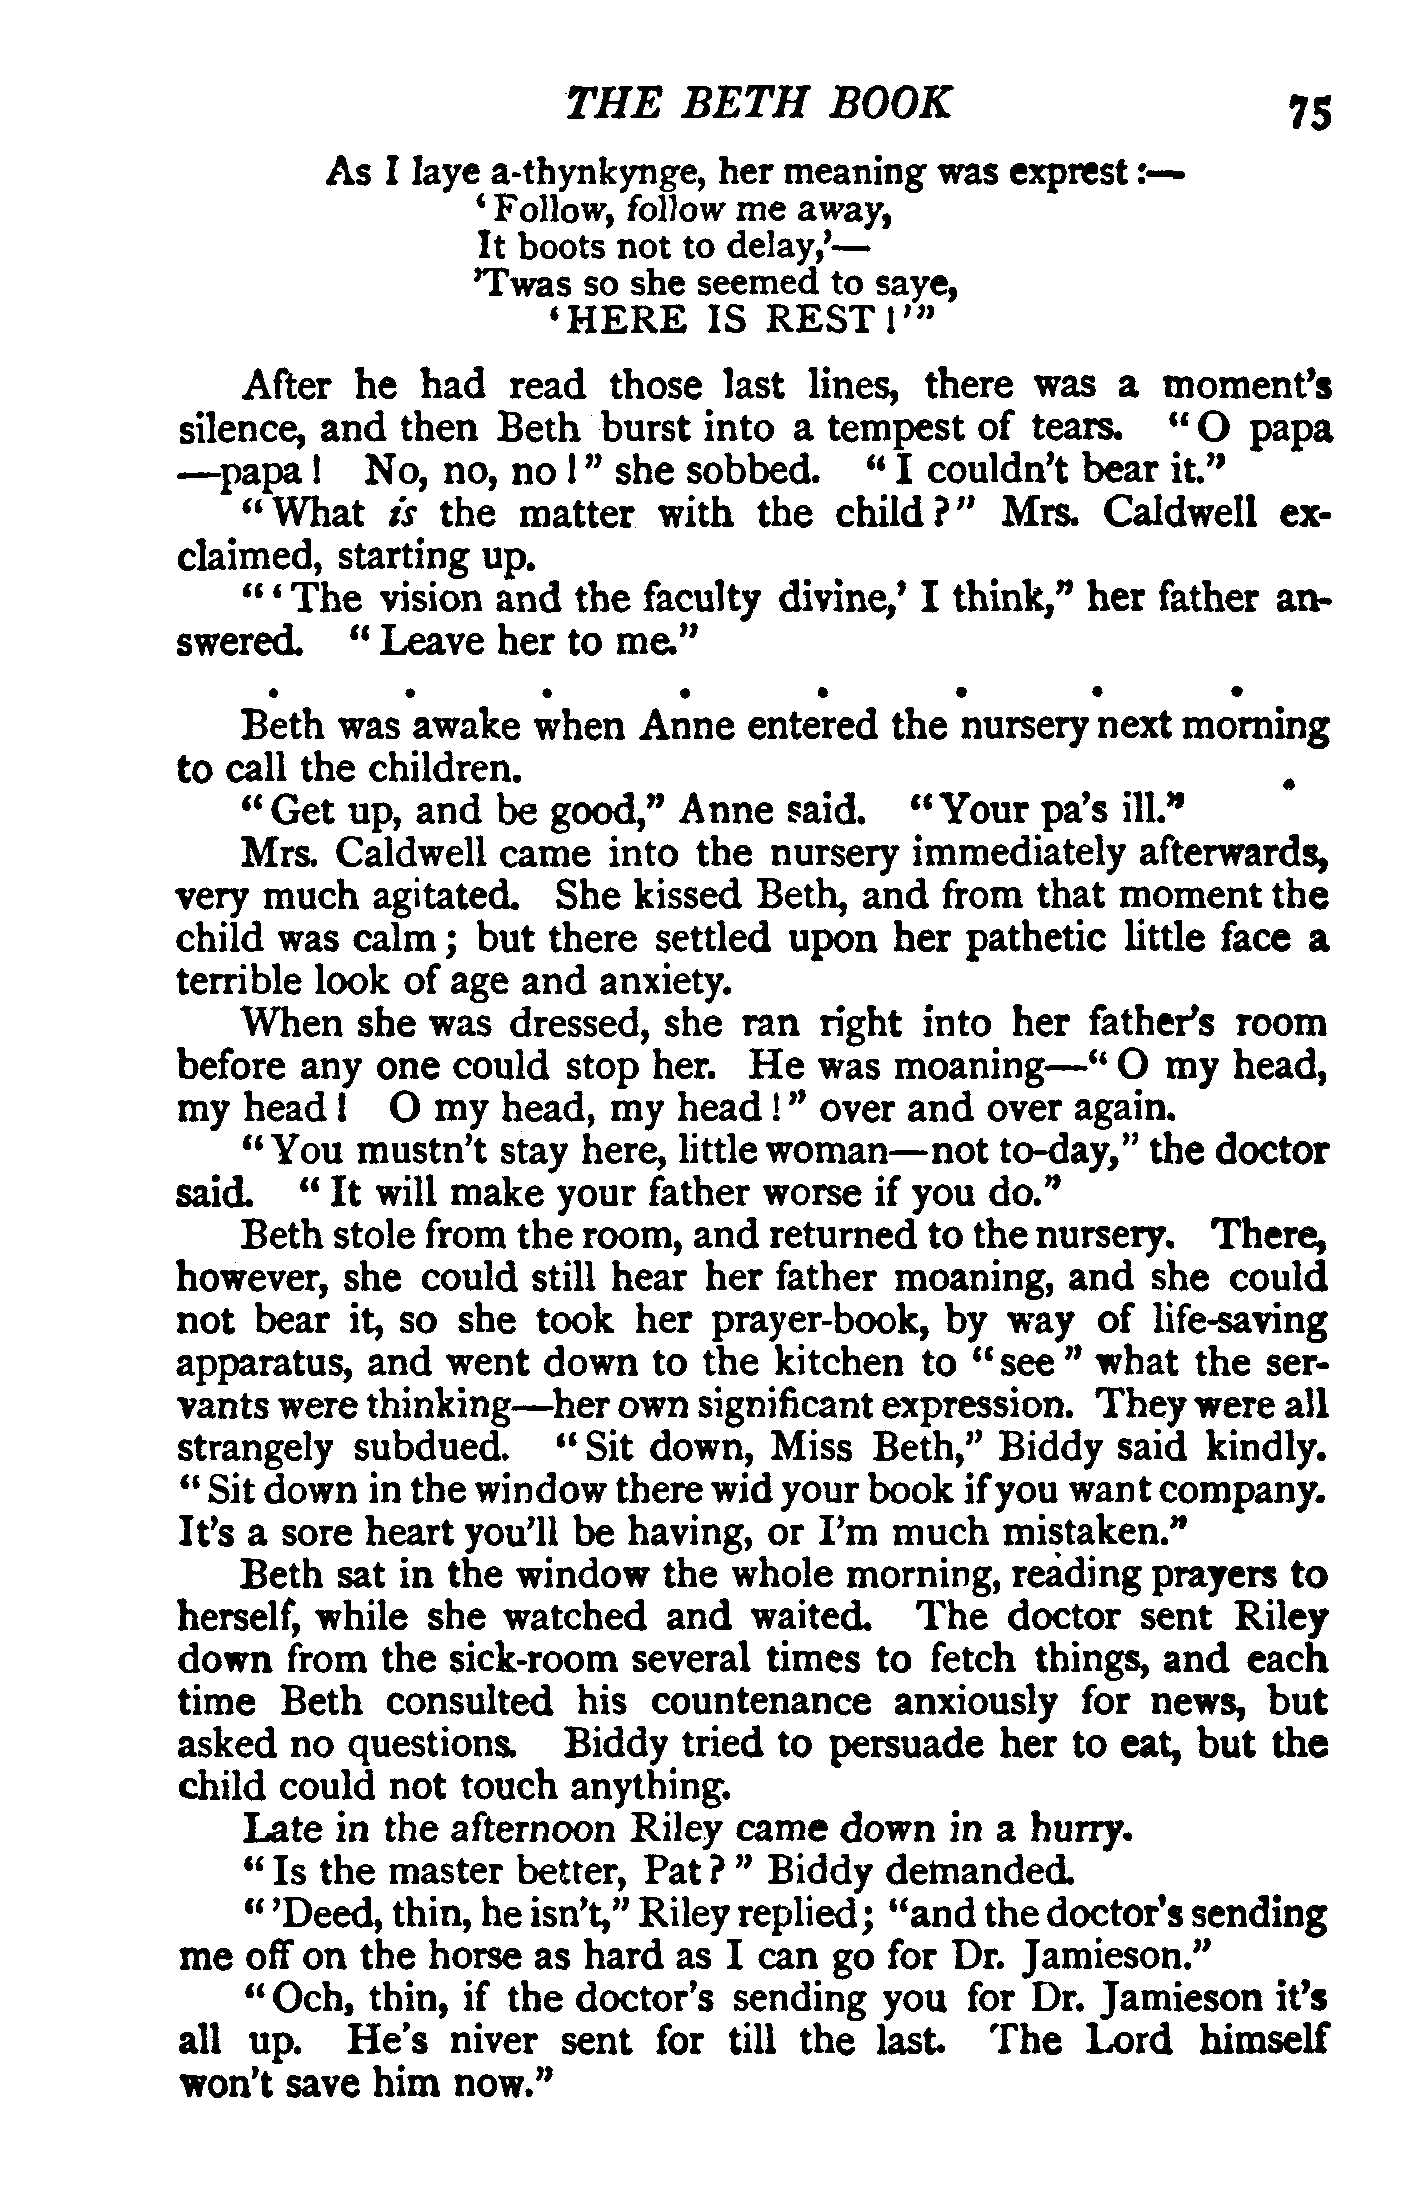 THE BETH BOOK 75
As I laye a-thynkynge, her meaning was exprest:—
‘Follow, follow me away,
It boots not to delay,’—
’Twas so she seemed to saye,
‘HERE IS REST!’”
After he had read those last lines, there was a moment’s
silence, and then Beth burst into a tempest of tears. “O papa
—papa! No, no, no!” she sobbed. “I couldn’t bear it.”
“What is the matter with the child?” Mrs. Caldwell ex-
claimed, starting up.
“‘The vision and the faculty divine,’ I think,” her father an-
swered. “Leave her to me.”
. . . . . . . .
Beth was awake when Anne entered the nursery next morning
to call the children.
“Get up, and be good,” Anne said. “Your pa’s ill.”
Mrs. Caldwell came into the nursery immediately afterwards,
very much agitated. She kissed Beth, and from that moment the
child was calm; but there settled upon her pathetic little face a
terrible look of age and anxiety.
When she was dressed, she ran right into her father’s room
before any one could stop her. He was moaning—“O my head,
my head! O my head, my head!” over and over again.
“You mustn’t stay here, little woman—not to-day,” the doctor
said. “It will make your father worse if you do.”
Beth stole from the room, and returned to the nursery. There,
however, she could still hear her father moaning, and she could
not bear it, so she took her prayer-book, by way of life-saving
apparatus, and went down to the kitchen to “see” what the ser-
vants were thinking—her own significant expression. They were all
strangely subdued. “Sit down, Miss Beth,” Biddy said kindly.
“Sit down in the window there wid your book if you want company.
It’s a sore heart you’ll be having, or I’m much mistaken.”
Beth sat in the window the whole morning, reading prayers to
herself, while she watched and waited. The doctor sent Riley
down from the sick-room several times to fetch things, and each
time Beth consulted his countenance anxiously for news, but
asked no questions. Biddy tried to persuade her to eat, but the
child could not touch anything.
Late in the afternoon Riley came down in a hurry.
“Is the master better, Pat?” Biddy demanded.
“’Deed, thin, he isn’t,” Riley replied; “and the doctor’s sending
me off on the horse as hard as I can go for Dr. Jamieson.”
“Och, thin, if the doctor’s sending you for Dr. Jamieson it’s
all up. He’s niver sent for till the last. The Lord himself
won’t save him now.”